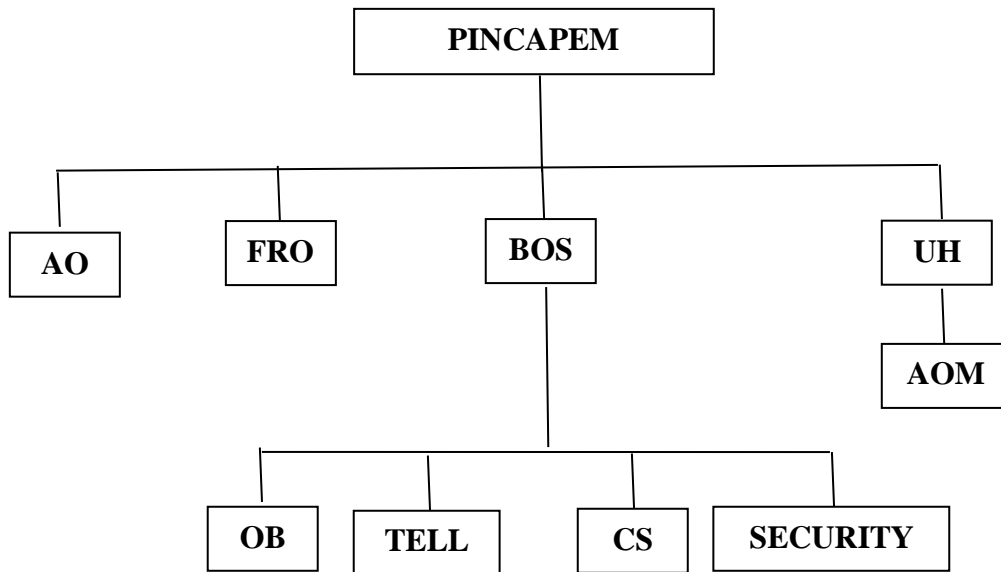 PINCAPEM
AO
FRO
BOS
UH
AOM
OB
TELL
CS
SECURITY